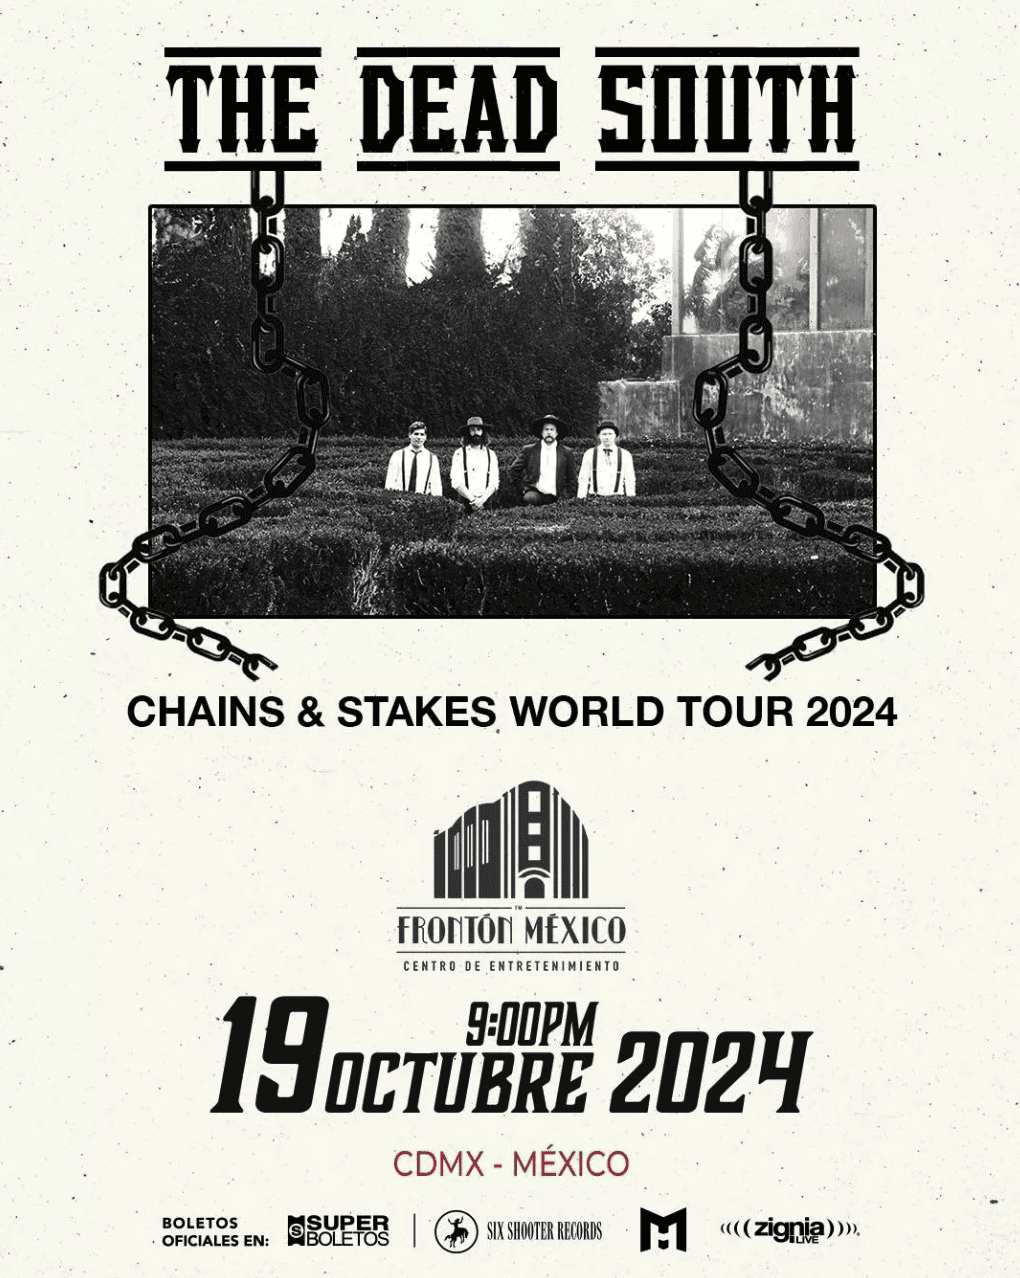 THE DEAD SOUTH
CHAINS & STAKES WORLD TOUR 2024
FRONTÓN MÉXICO
CENTRO DE ENTRETENIMIENTO
9:00PM
19 OCTUBRE 2024
CDMX - MÉXICO
BOLETOS
OFICIALES EN:
SUPER
BOLETOS
SIX SHOOTER RECORDS
((((zignia))))
LIVE